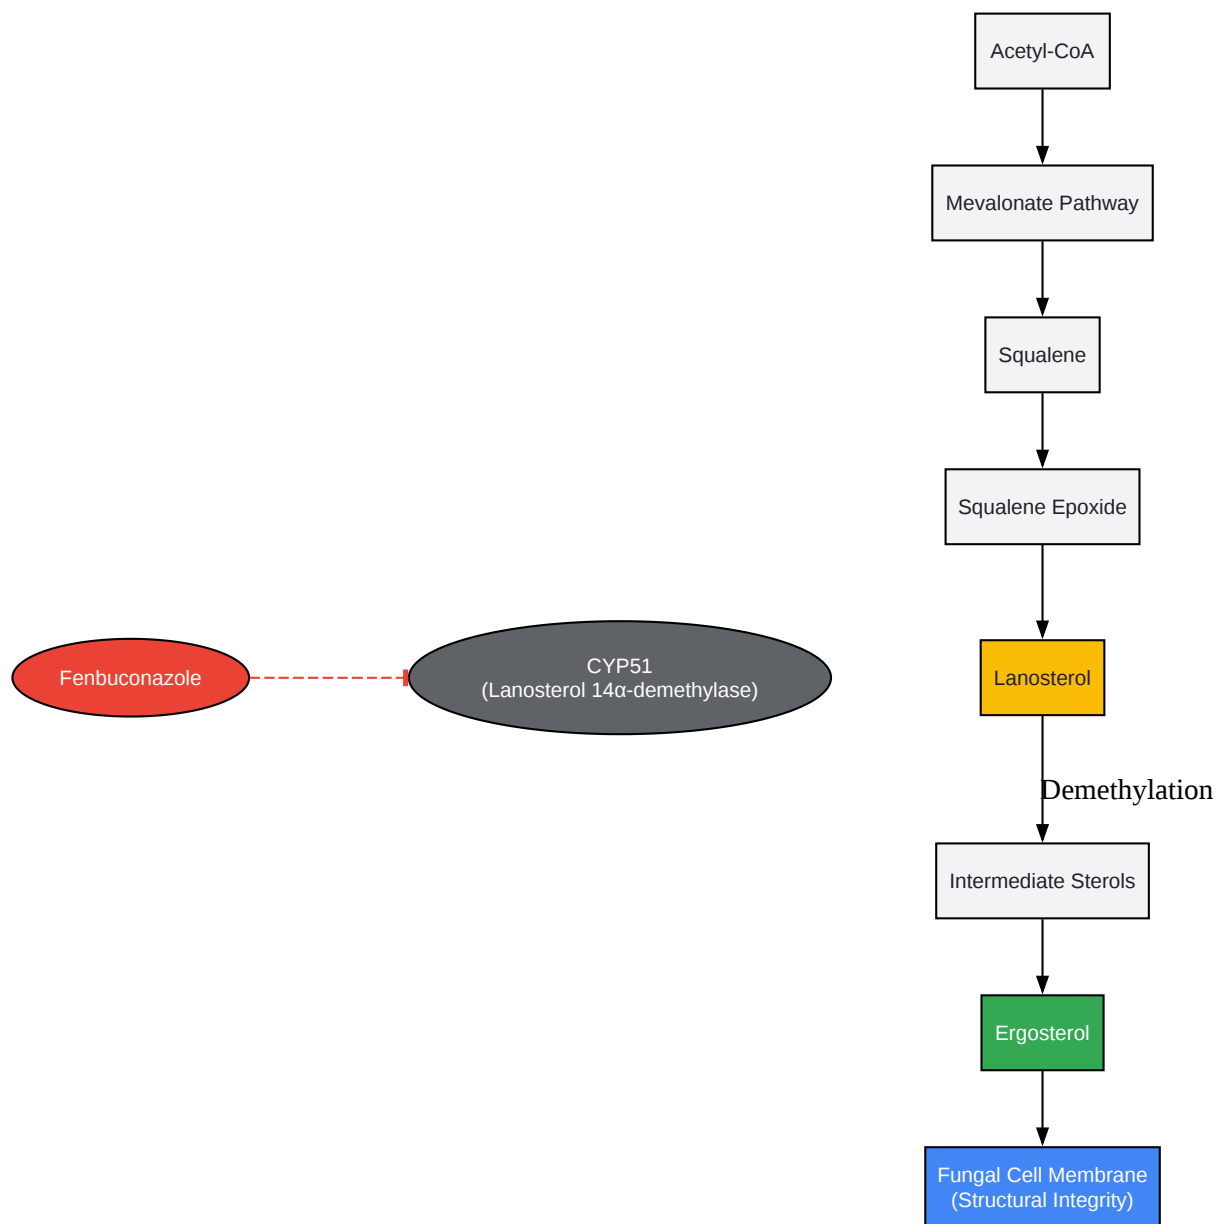 Acetyl-CoA
Mevalonate Pathway
Squalene
Squalene Epoxide
Fenbuconazole
CYP51
(Lanosterol 14α-demethylase)
Lanosterol
Demethylation
Intermediate Sterols
Ergosterol
Fungal Cell Membrane
(Structural Integrity)